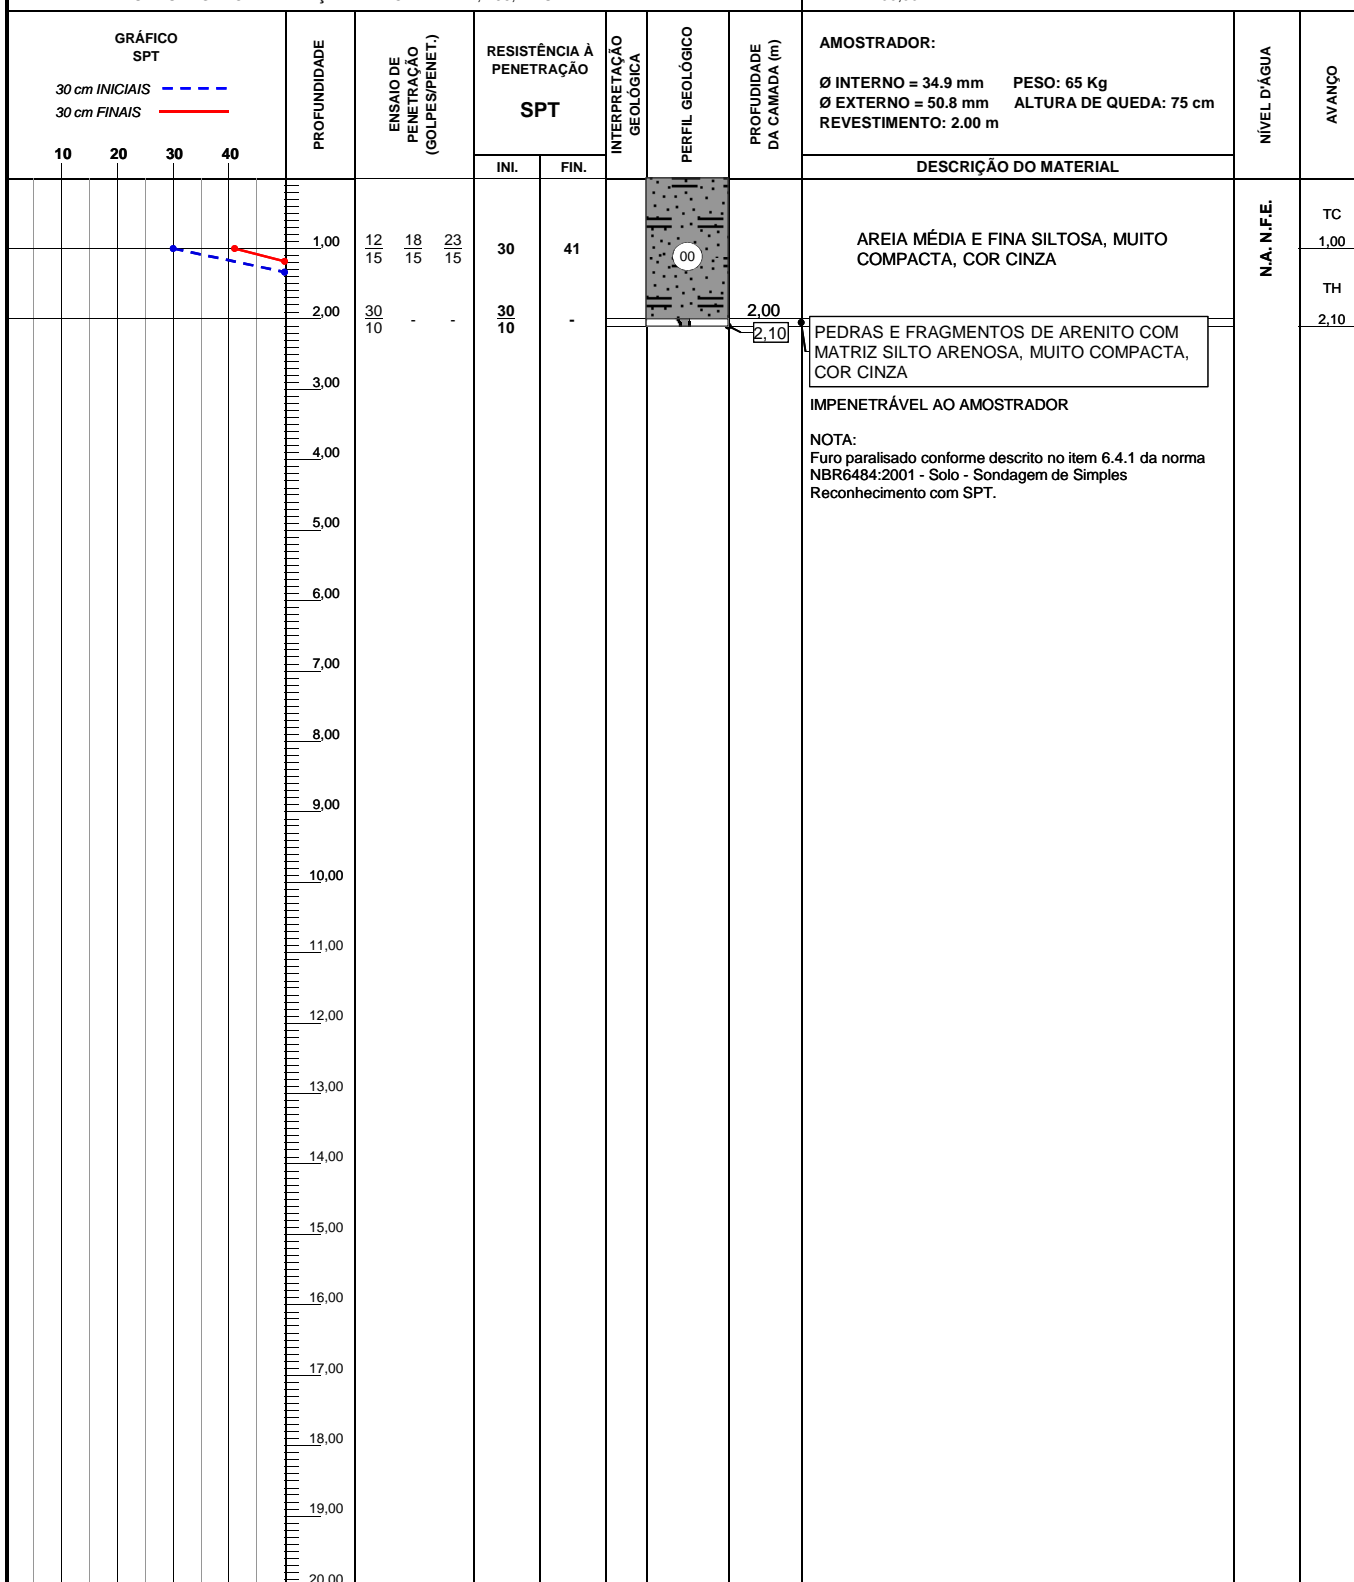 GRÁFICO
SPT
30 cm INICIAIS
30 cm FINAIS
10 20 30 40
PROFUNDIDADE
ENSAIO DE
PENETRAÇÃO
(GOLPES/PENET.)
RESISTÊNCIA À
PENETRAÇÃO
SPT
INI. FIN.
INTERPRETAÇÃO
GEOLÓGICA
PERFIL GEOLÓGICO
PROFUDIDADE
DA CAMADA (m)
AMOSTRADOR:
Ø INTERNO = 34.9 mm PESO: 65 Kg
Ø EXTERNO = 50.8 mm ALTURA DE QUEDA: 75 cm
REVESTIMENTO: 2.00 m
DESCRIÇÃO DO MATERIAL
NÍVEL D'ÁGUA
AVANÇO
1,00
12 18 23
15 15 15
30 41
00
AREIA MÉDIA E FINA SILTOSA, MUITO
COMPACTA, COR CINZA
N.A. N.F.E.
TC
1,00
TH
2,10
2,00
30
10
- -
30
10
-
2,00
2,10
PEDRAS E FRAGMENTOS DE ARENITO COM
MATRIZ SILTO ARENOSA, MUITO COMPACTA,
COR CINZA
IMPENETRÁVEL AO AMOSTRADOR
NOTA:
Furo paralisado conforme descrito no item 6.4.1 da norma
NBR6484:2001 - Solo - Sondagem de Simples
Reconhecimento com SPT.
3,00
4,00
5,00
6,00
7,00
8,00
9,00
10,00
11,00
12,00
13,00
14,00
15,00
16,00
17,00
18,00
19,00
20,00